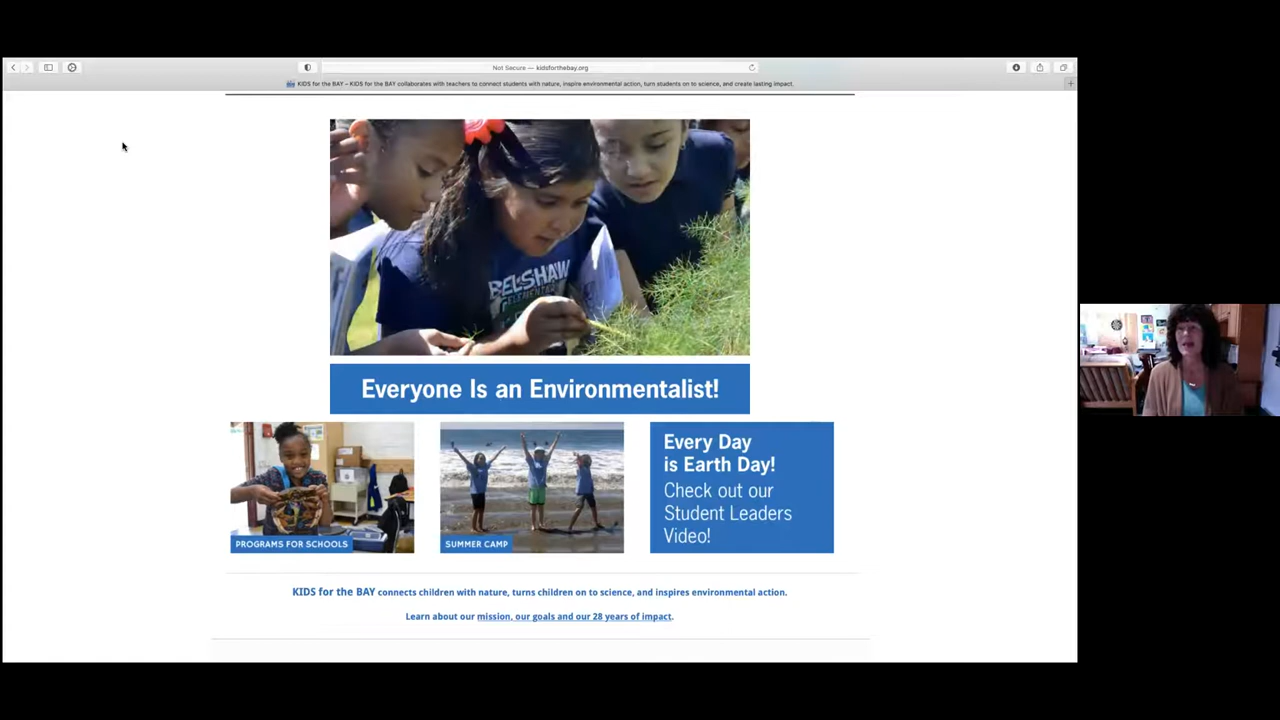 Not Secure — kidsforthebay.org
KIDS for the BAY – KIDS for the BAY collaborates with teachers to connect students with nature, inspire environmental action, turn students on to science, and create lasting impact.
BELSHAW
ELEMENTARY
Everyone Is an Environmentalist!
PROGRAMS FOR SCHOOLS
SUMMER CAMP
Every Day
is Earth Day!
Check out our
Student Leaders
Video!
KIDS for the BAY connects children with nature, turns children on to science, and inspires environmental action.
Learn about our mission, our goals and our 28 years of impact.